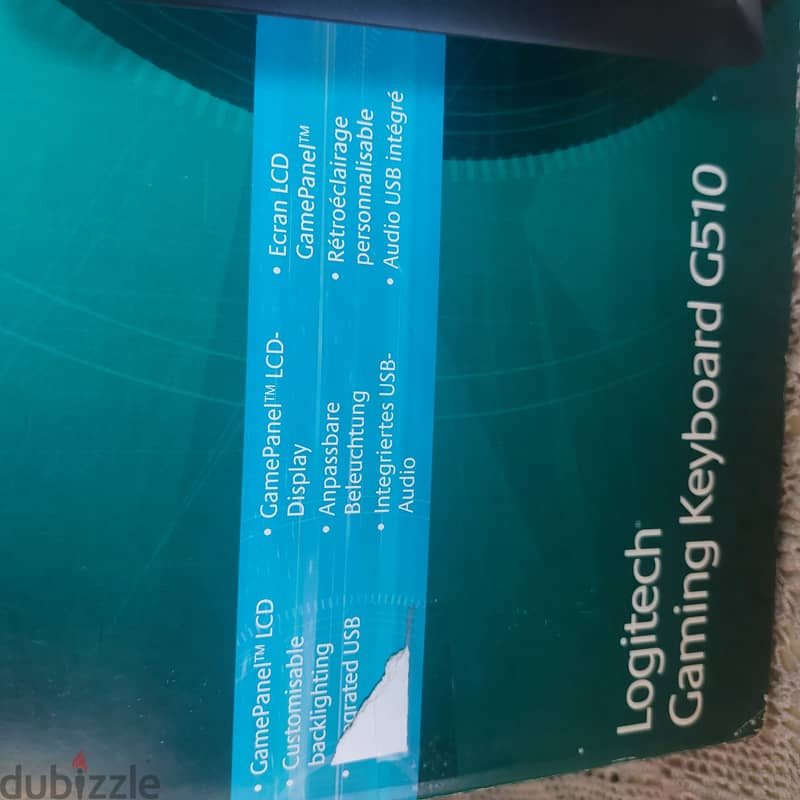 • GamePanel™ LCD
• Customisable
backlighting
• grated USB
• GamePanel™ LCD-
Display
• Anpassbare
Beleuchtung
• Integriertes USB-
Audio
• Ecran LCD
GamePanel™
• Rétroéclairage
personnalisable
• Audio USB intégré
Logitech
Gaming Keyboard G510
dubizzle